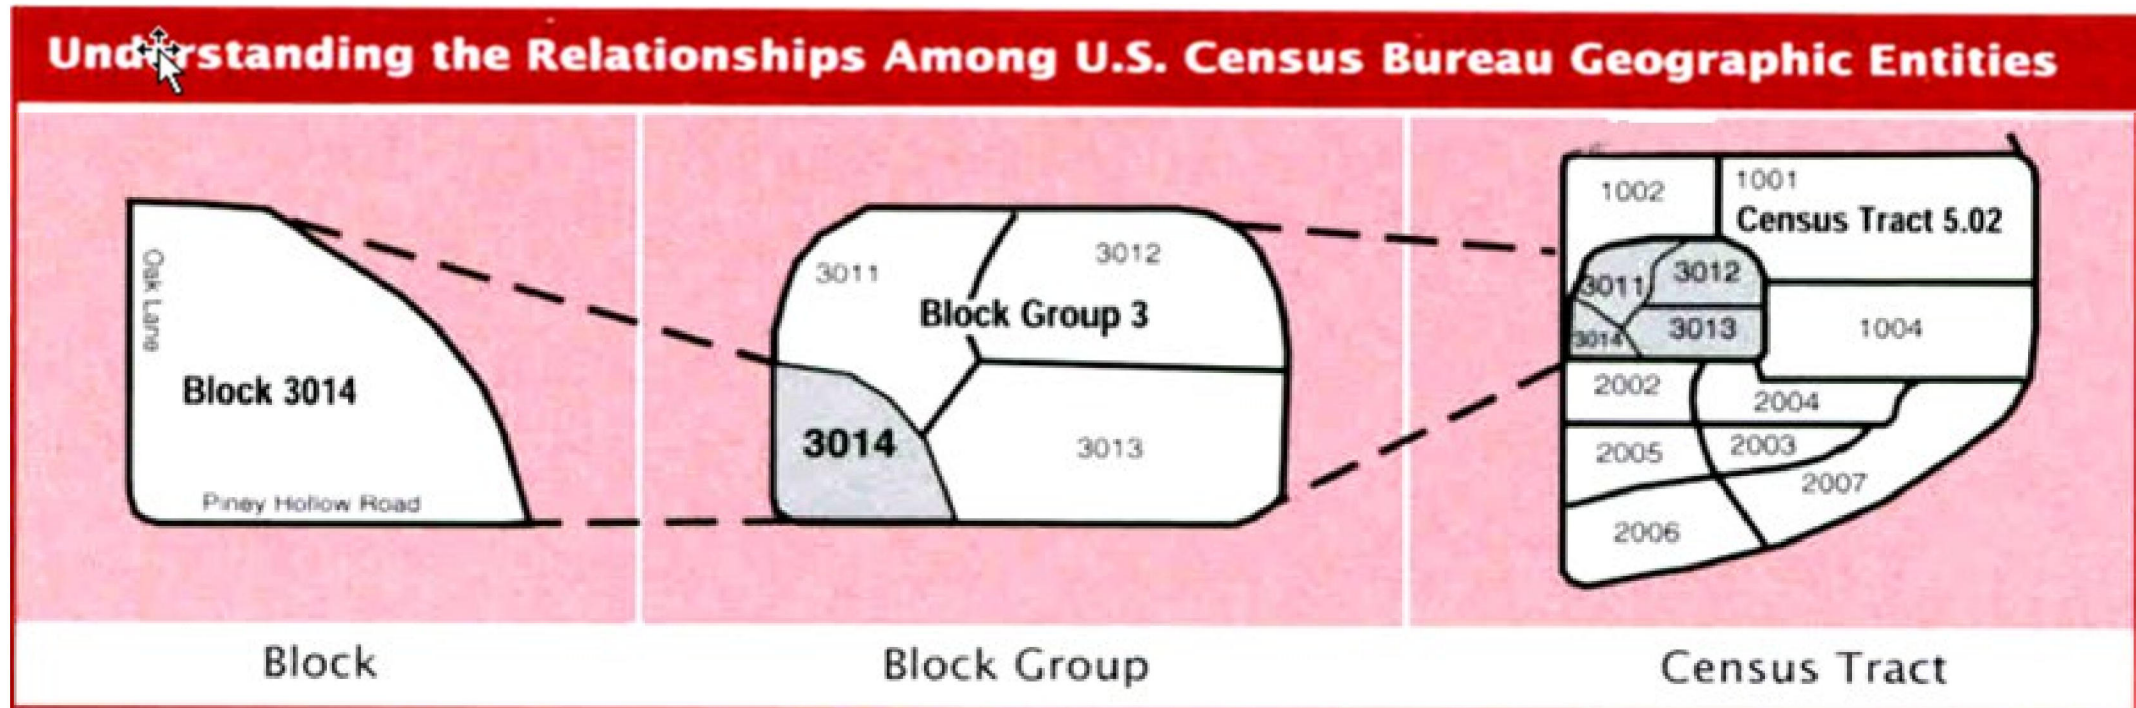 Understanding the Relationships Among U.S. Census Bureau Geographic Entities
Oak Lane
Block 3014
Piney Hollow Road
Block
3011
3012
Block Group 3
3014
3013
Block Group
1002
1001
Census Tract 5.02
3011
3012
3014
3013
1004
2002
2004
2005
2003
2007
2006
Census Tract